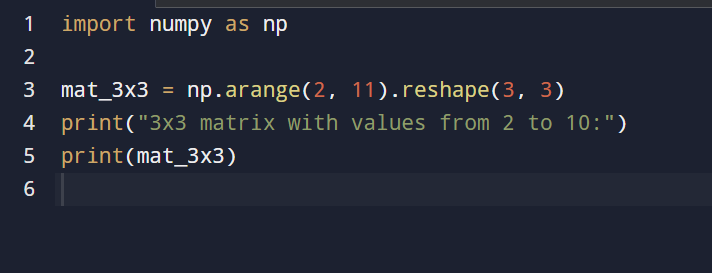 1 import numpy as np
2
3 mat_3x3 = np.arange(2, 11).reshape(3, 3)
4 print("3x3 matrix with values from 2 to 10:")
5 print(mat_3x3)
6